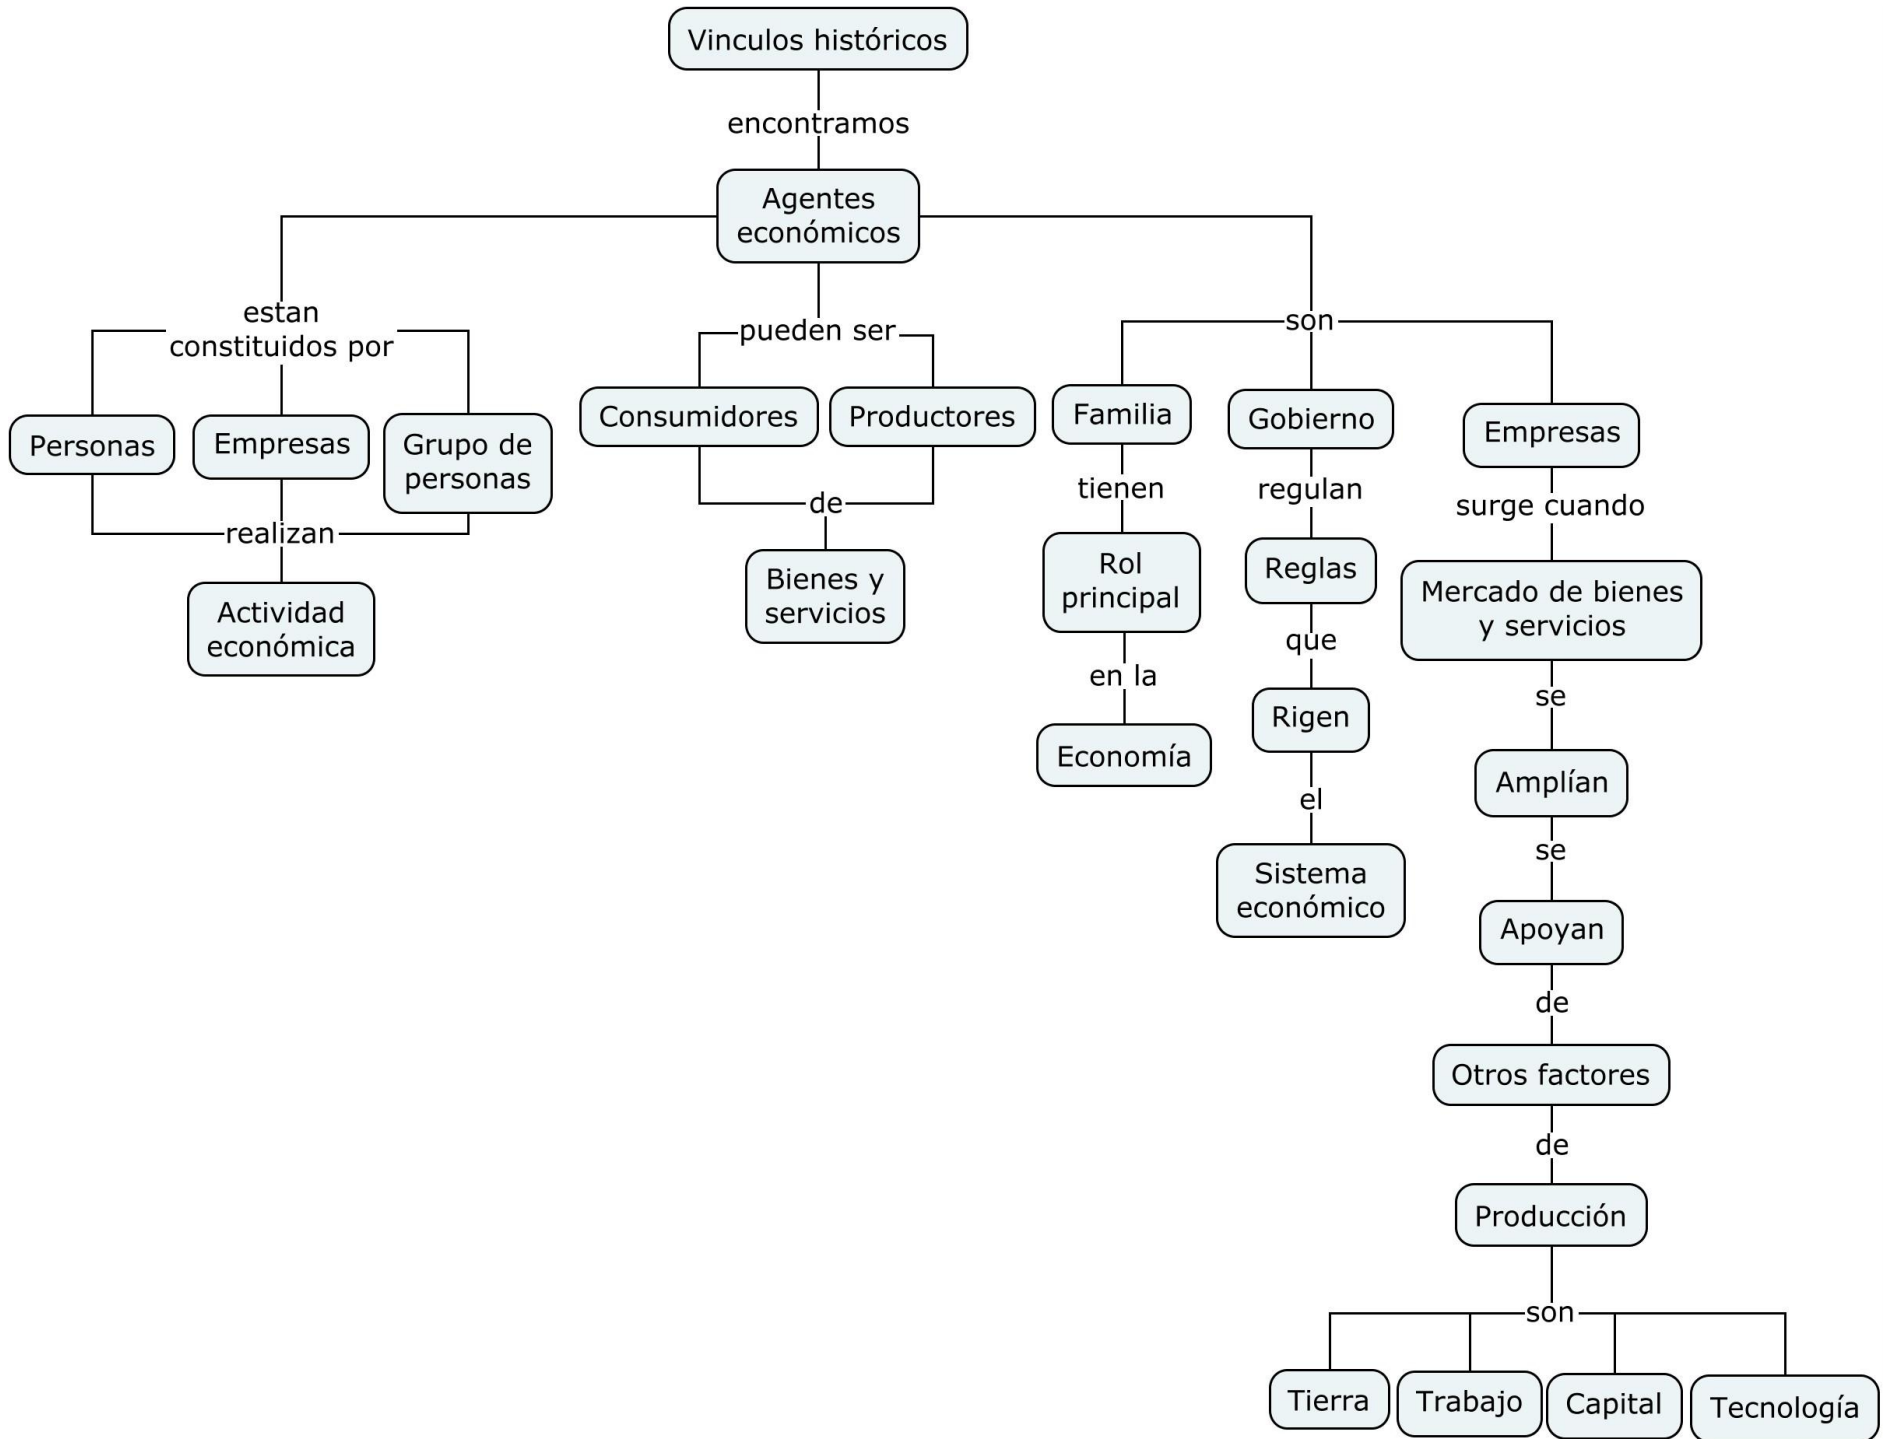 Vinculos históricos
encontramos
Agentes
económicos
estan
constituidos por
Personas
Empresas
Grupo de
personas
realizan
Actividad
económica
pueden ser
Consumidores
Productores
de
Bienes y
servicios
son
Familia
tienen
Rol
principal
en la
Economía
Gobierno
regulan
Reglas
que
Rigen
el
Sistema
económico
Empresas
surge cuando
Mercado de bienes
y servicios
se
Amplían
se
Apoyan
de
Otros factores
de
Producción
son
Tierra
Trabajo
Capital
Tecnología